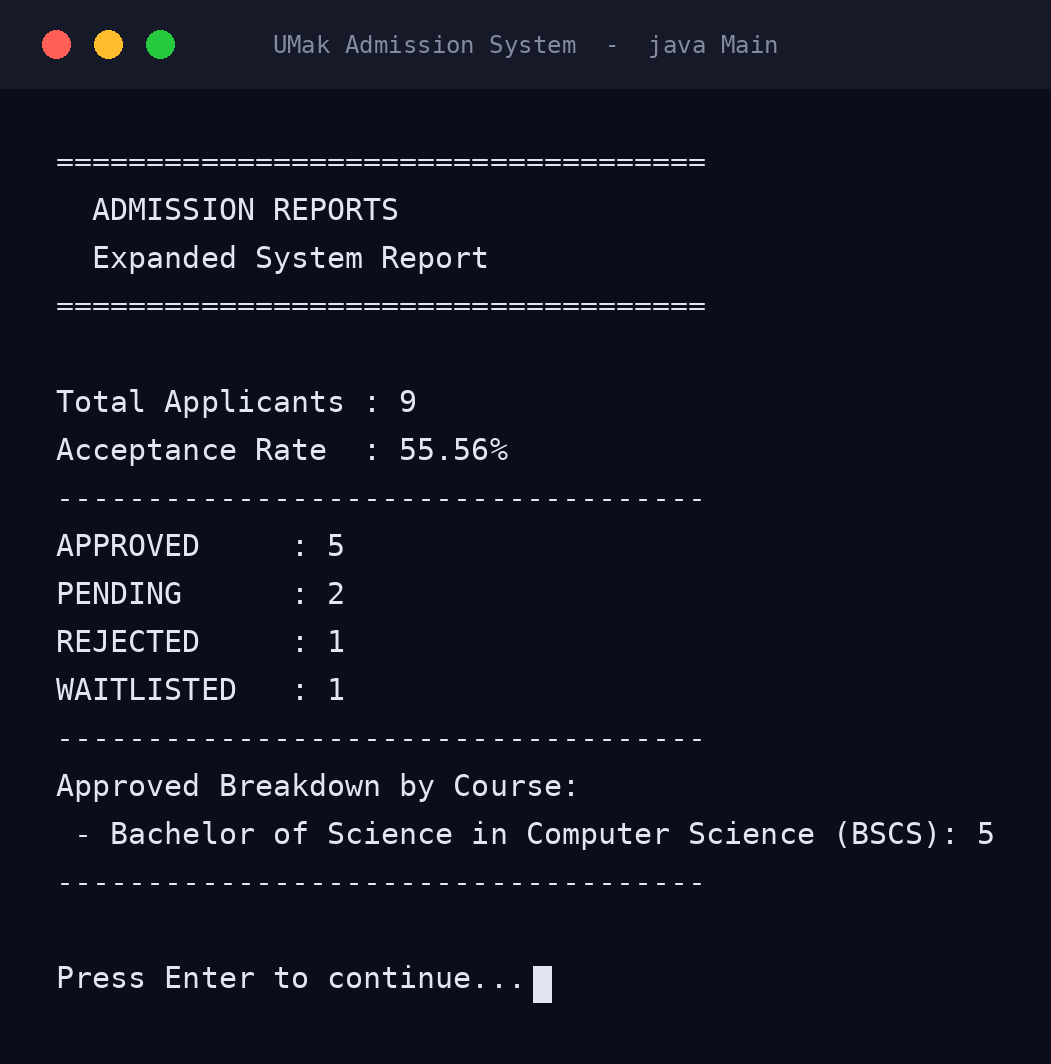 UMak Admission System  -  java Main
====================================
  ADMISSION REPORTS
  Expanded System Report
====================================
Total Applicants : 9
Acceptance Rate  : 55.56%
------------------------------------
APPROVED     : 5
PENDING      : 2
REJECTED     : 1
WAITLISTED   : 1
------------------------------------
Approved Breakdown by Course:
 - Bachelor of Science in Computer Science (BSCS): 5
------------------------------------
Press Enter to continue...